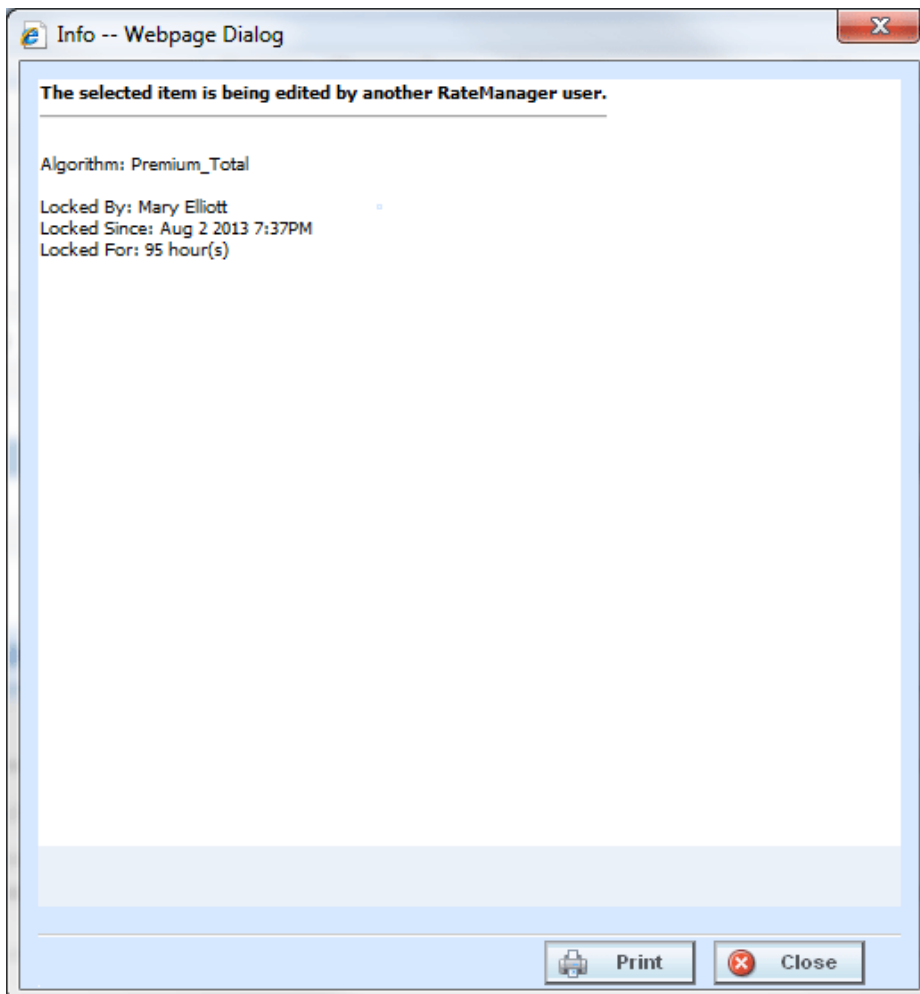 Info -- Webpage Dialog
The selected item is being edited by another RateManager user.
Algorithm: Premium_Total
Locked By: Mary Elliott
Locked Since: Aug 2 2013 7:37PM
Locked For: 95 hour(s)
Print Close